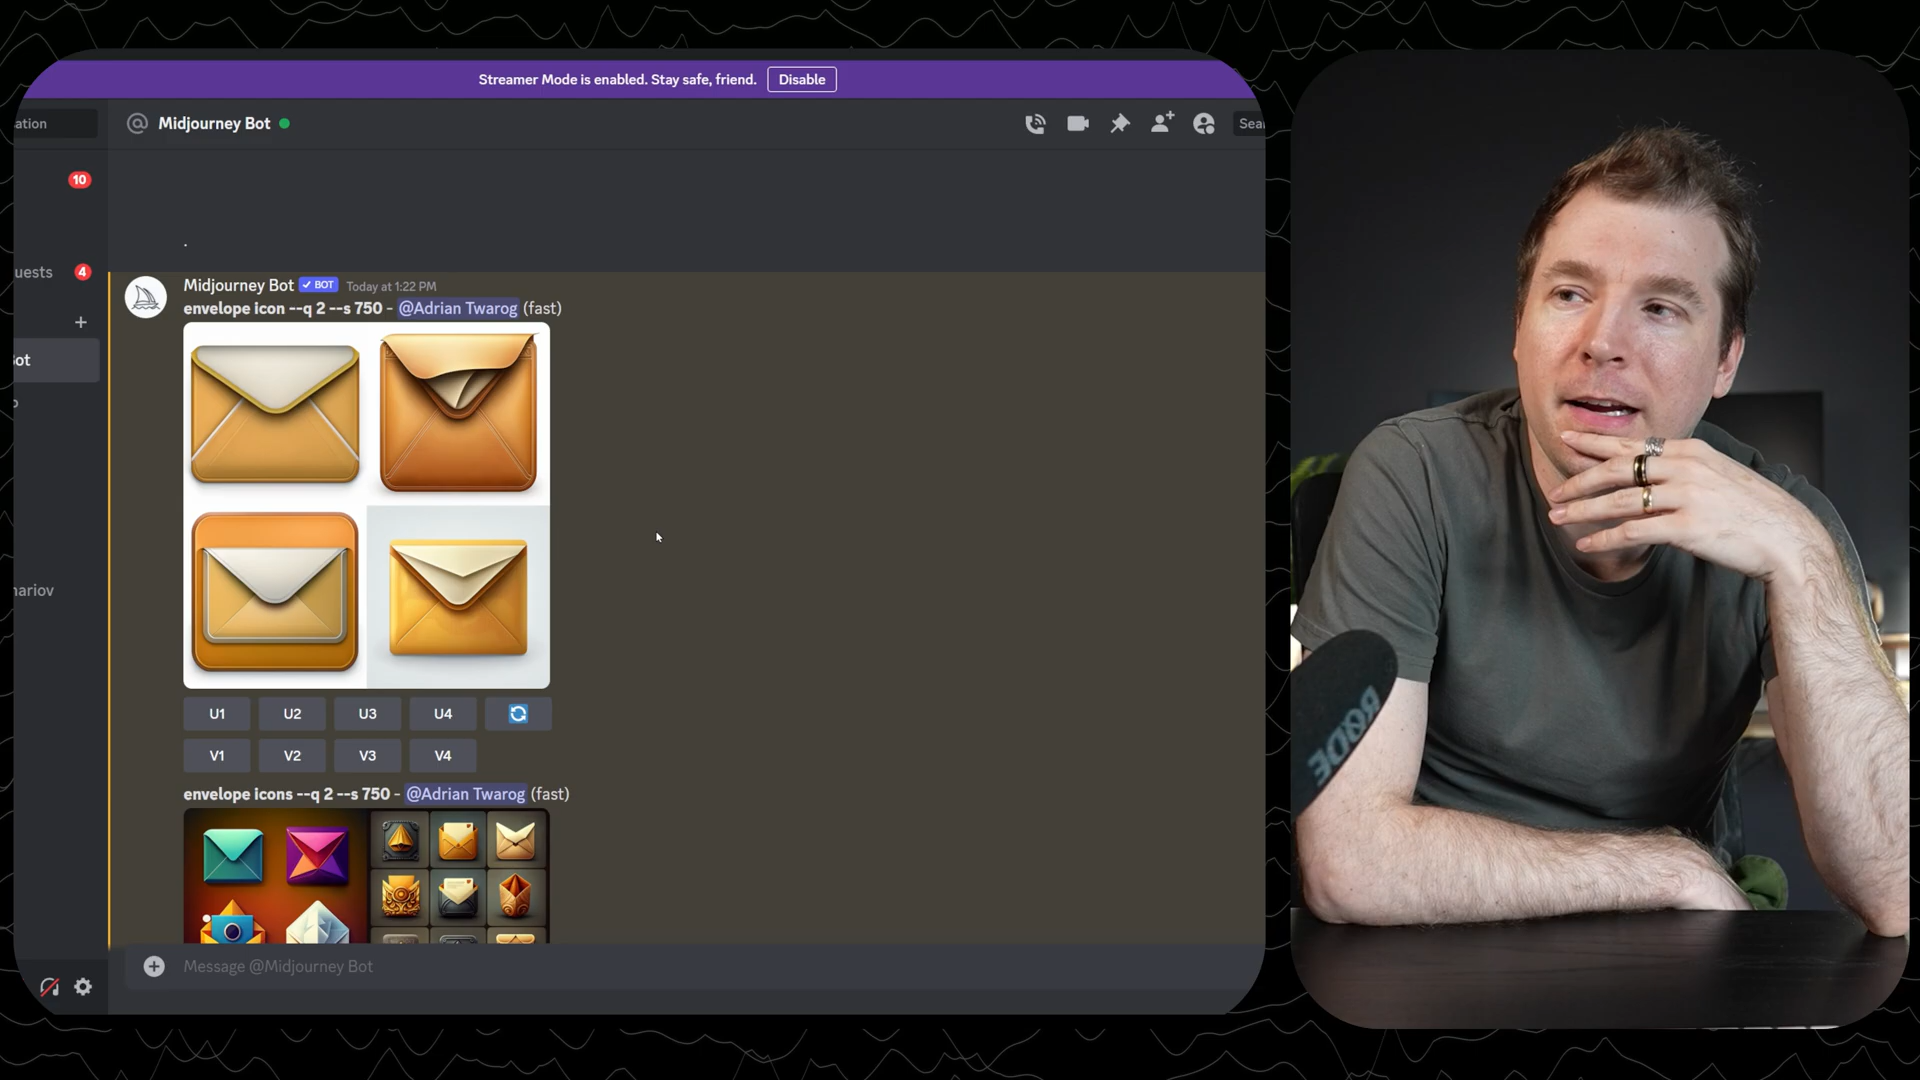 Streamer Mode is enabled. Stay safe, friend. Disable
ation
Midjourney Bot
Sea
10
.
uests 4
Midjourney Bot BOT Today at 1:22 PM
envelope icon --q 2 --s 750 - @Adrian Twarog (fast)
ot
U1 U2 U3 U4
V1 V2 V3 V4
nariov
envelope icons --q 2 --s 750 - @Adrian Twarog (fast)
Message @Midjourney Bot
RØDE